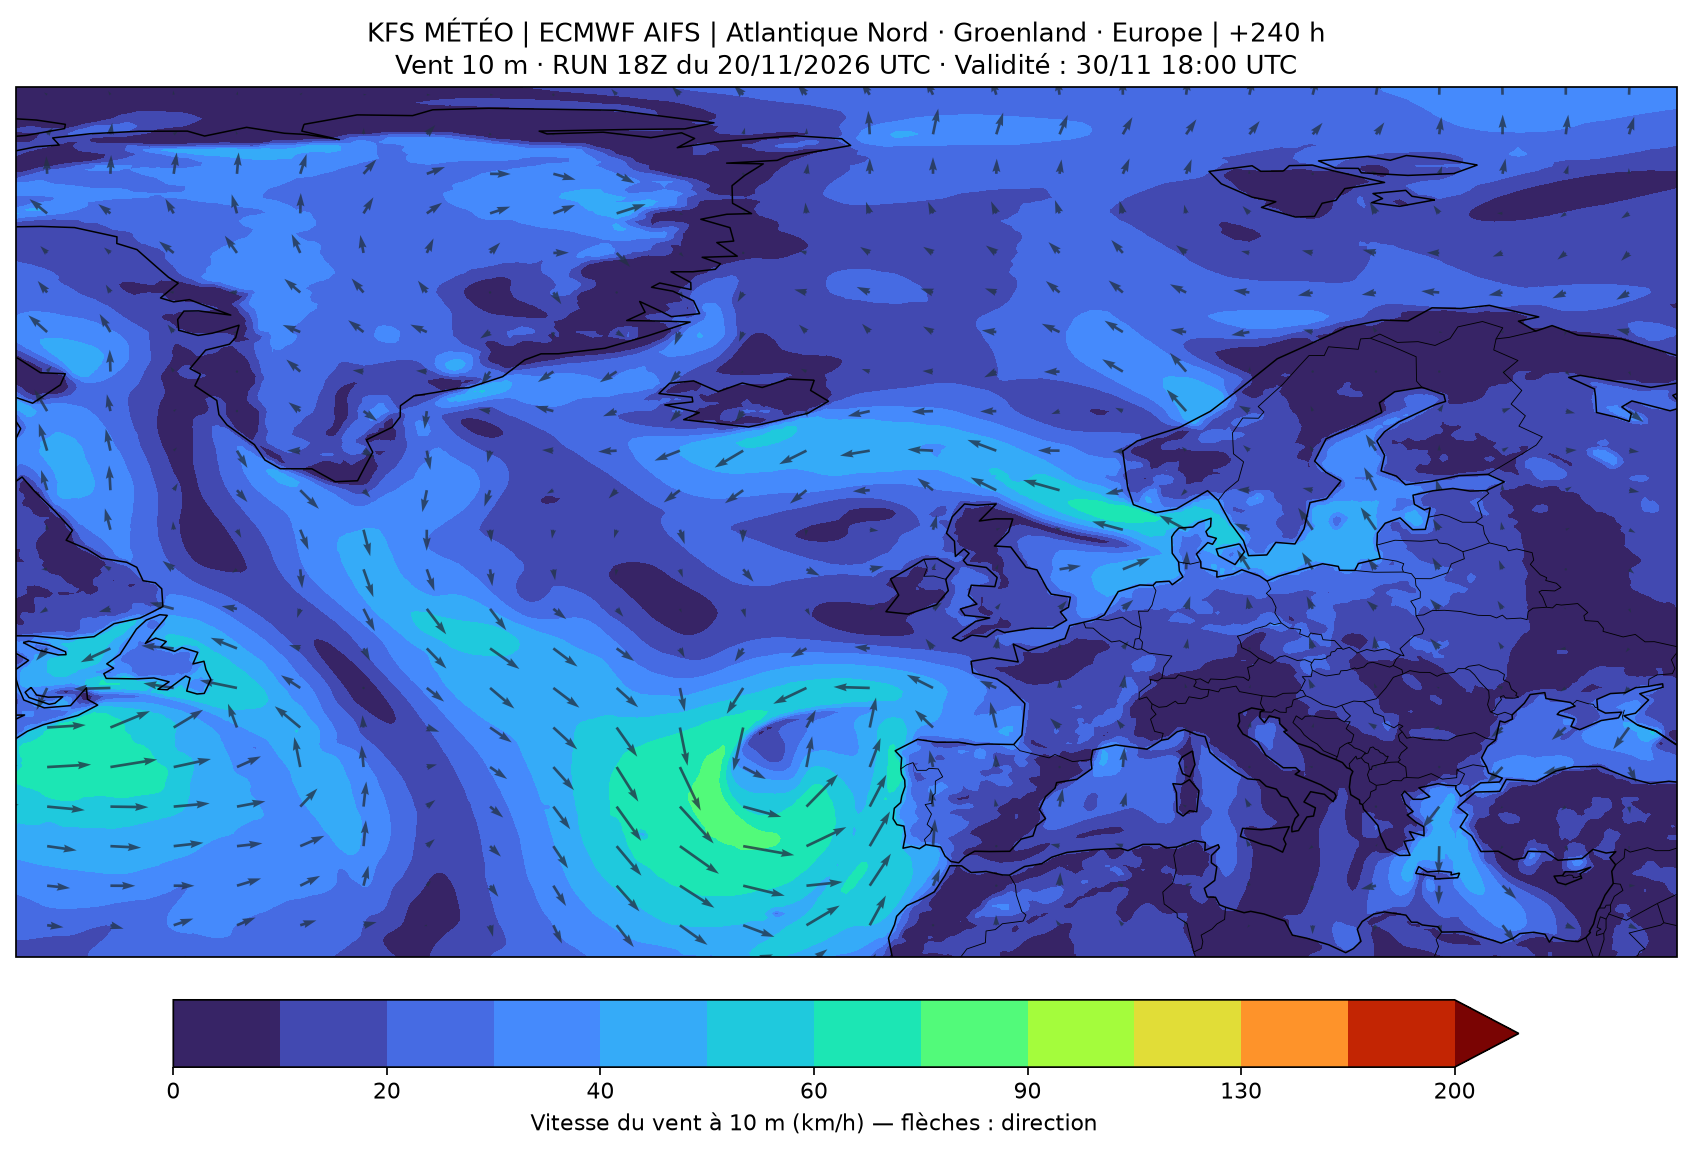 KFS MÉTÉO | ECMWF AIFS | Atlantique Nord · Groenland · Europe | +240 h
Vent 10 m · RUN 18Z du 20/11/2026 UTC · Validité : 30/11 18:00 UTC
0 20 40 60 90 130 200
Vitesse du vent à 10 m (km/h) — flèches : direction